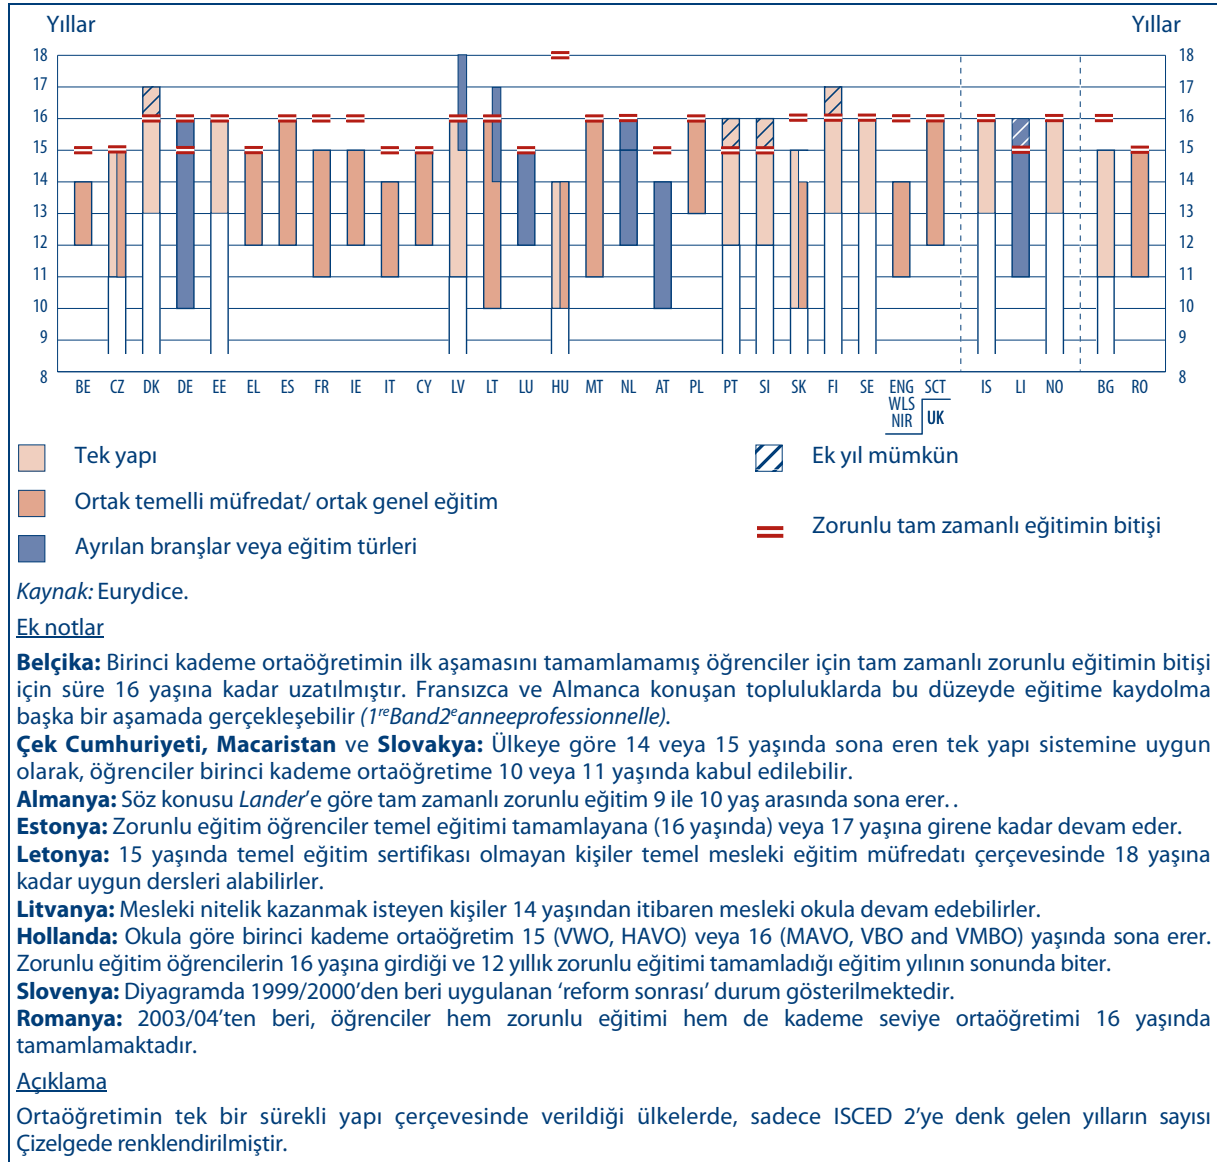 Yıllar Yıllar
18 18
17 17
16 16
15 15
14 14
13 13
12 12
11 11
10 10
9 9
8 8
BE CZ DK DE EE EL ES FR IE IT CY LV LT LU HU MT NL AT PL PT SI SK FI SE ENG SCT IS LI NO BG RO
WLS
NIR UK
Tek yapı
Ek yıl mümkün
Ortak temelli müfredat/ ortak genel eğitim
Zorunlu tam zamanlı eğitimin bitişi
Ayrılan branşlar veya eğitim türleri
Kaynak: Eurydice.
Ek notlar
Belçika: Birinci kademe ortaöğretimin ilk aşamasını tamamlamamış öğrenciler için tam zamanlı zorunlu eğitimin bitişi
için süre 16 yaşına kadar uzatılmıştır. Fransızca ve Almanca konuşan topluluklarda bu düzeyde eğitime kaydolma
başka bir aşamada gerçekleşebilir (1reBand2eanneeprofessionnelle).
Çek Cumhuriyeti, Macaristan ve Slovakya: Ülkeye göre 14 veya 15 yaşında sona eren tek yapı sistemine uygun
olarak, öğrenciler birinci kademe ortaöğretime 10 veya 11 yaşında kabul edilebilir.
Almanya: Söz konusu Lander’e göre tam zamanlı zorunlu eğitim 9 ile 10 yaş arasında sona erer. .
Estonya: Zorunlu eğitim öğrenciler temel eğitimi tamamlayana (16 yaşında) veya 17 yaşına girene kadar devam eder.
Letonya: 15 yaşında temel eğitim sertifikası olmayan kişiler temel mesleki eğitim müfredatı çerçevesinde 18 yaşına
kadar uygun dersleri alabilirler.
Litvanya: Mesleki nitelik kazanmak isteyen kişiler 14 yaşından itibaren mesleki okula devam edebilirler.
Hollanda: Okula göre birinci kademe ortaöğretim 15 (VWO, HAVO) veya 16 (MAVO, VBO and VMBO) yaşında sona erer.
Zorunlu eğitim öğrencilerin 16 yaşına girdiği ve 12 yıllık zorunlu eğitimi tamamladığı eğitim yılının sonunda biter.
Slovenya: Diyagramda 1999/2000’den beri uygulanan ‘reform sonrası’ durum gösterilmektedir.
Romanya: 2003/04’ten beri, öğrenciler hem zorunlu eğitimi hem de kademe seviye ortaöğretimi 16 yaşında
tamamlamaktadır.
Açıklama
Ortaöğretimin tek bir sürekli yapı çerçevesinde verildiği ülkelerde, sadece ISCED 2’ye denk gelen yılların sayısı
Çizelgede renklendirilmiştir.